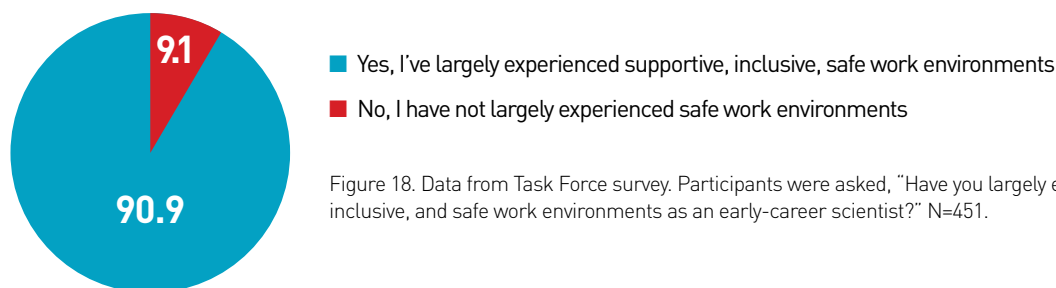 9.1
90.9
Yes, I've largely experienced supportive, inclusive, safe work environments
No, I have not largely experienced safe work environments
Figure 18. Data from Task Force survey. Participants were asked, “Have you largely
inclusive, and safe work environments as an early-career scientist?” N=451.